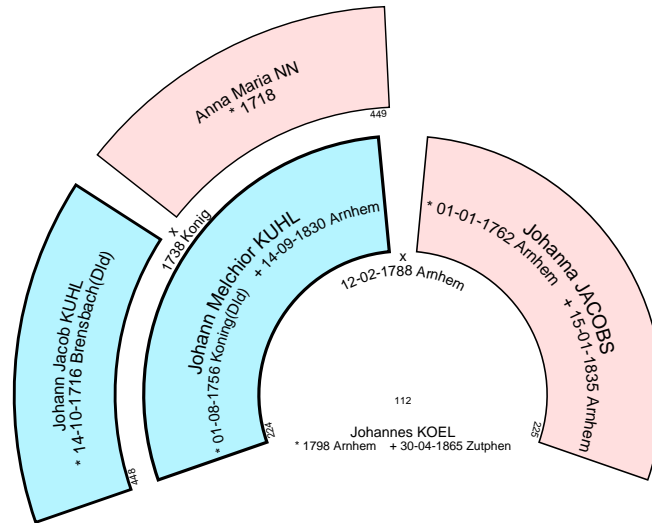 Anna Maria NN
* 1718
449
Johann Jacob KUHL
* 14-10-1716 Brensbach(Dld)
448
x
1738 Konig
Johann Melchior KUHL
* 01-08-1756 Koning(Dld) + 14-09-1830 Arnhem
224
x
12-02-1788 Arnhem
Johanna JACOBS
* 01-01-1762 Arnhem + 15-01-1835 Arnhem
225
112
Johannes KOEL
* 1798 Arnhem + 30-04-1865 Zutphen